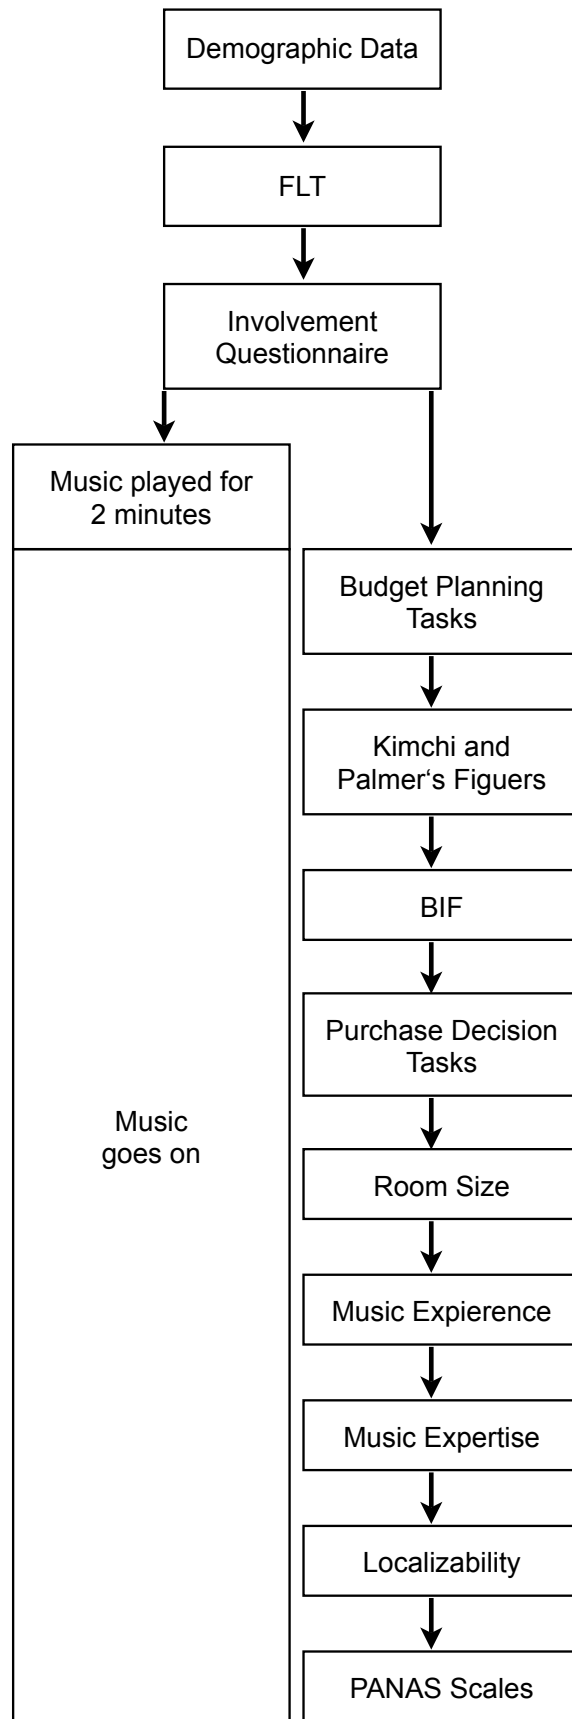 Demographic Data
FLT
Involvement
Questionnaire
Music played for
2 minutes
Budget Planning
Tasks
Kimchi and
Palmer‘s Figuers
BIF
Purchase Decision
Tasks
Music
goes on
Room Size
Music Expierence
Music Expertise
Localizability
PANAS Scales